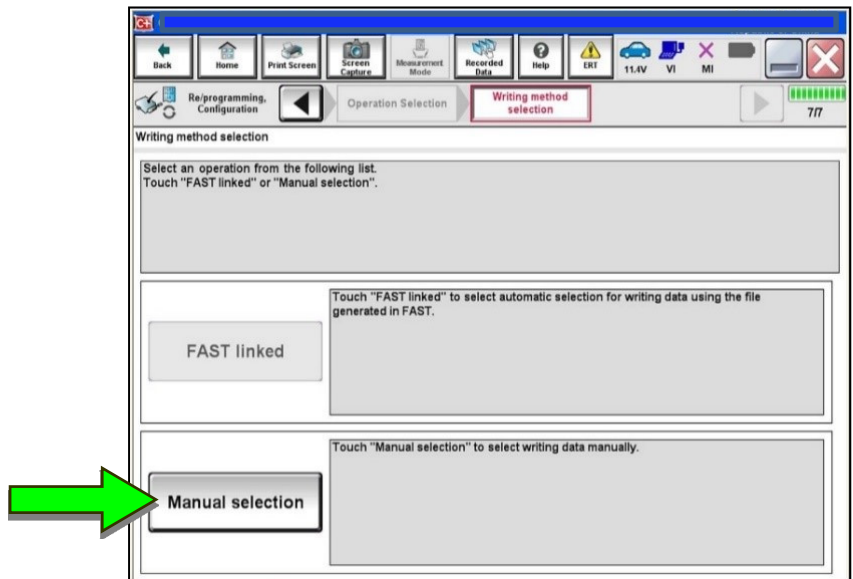 C+
Back
Home
Print Screen
Screen
Capture
Measurement
Mode
Recorded
Data
Help
ERT
11.4V
VI
MI
Re/programming,
Configuration
Operation Selection
Writing method
selection
7/7
Writing method selection
Select an operation from the following list.
Touch "FAST linked" or "Manual selection".
FAST linked
Touch "FAST linked" to select automatic selection for writing data using the file
generated in FAST.
Manual selection
Touch "Manual selection" to select writing data manually.